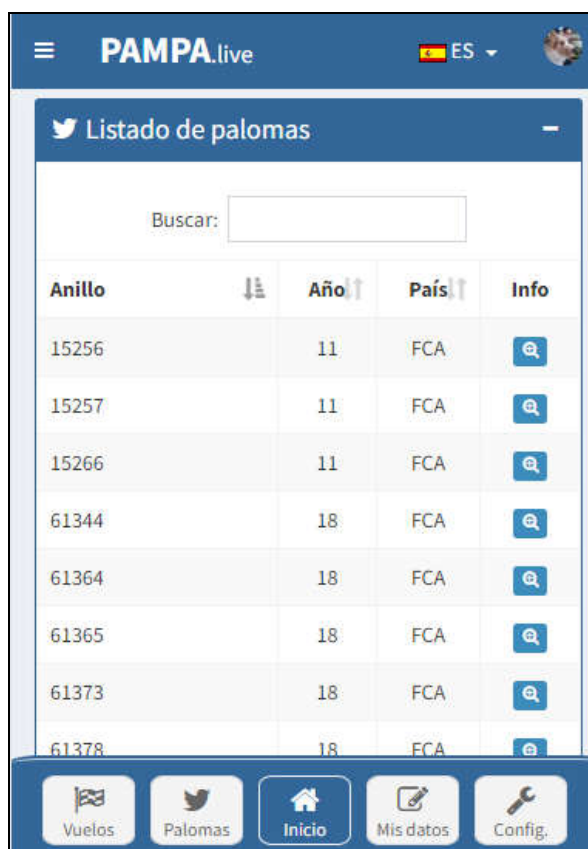 PAMPA.live ES
Listado de palomas
Buscar:
Anillo Año País Info
15256 11 FCA
15257 11 FCA
15266 11 FCA
61344 18 FCA
61364 18 FCA
61365 18 FCA
61373 18 FCA
61378 18 FCA
Vuelos Palomas Inicio Mis datos Config.